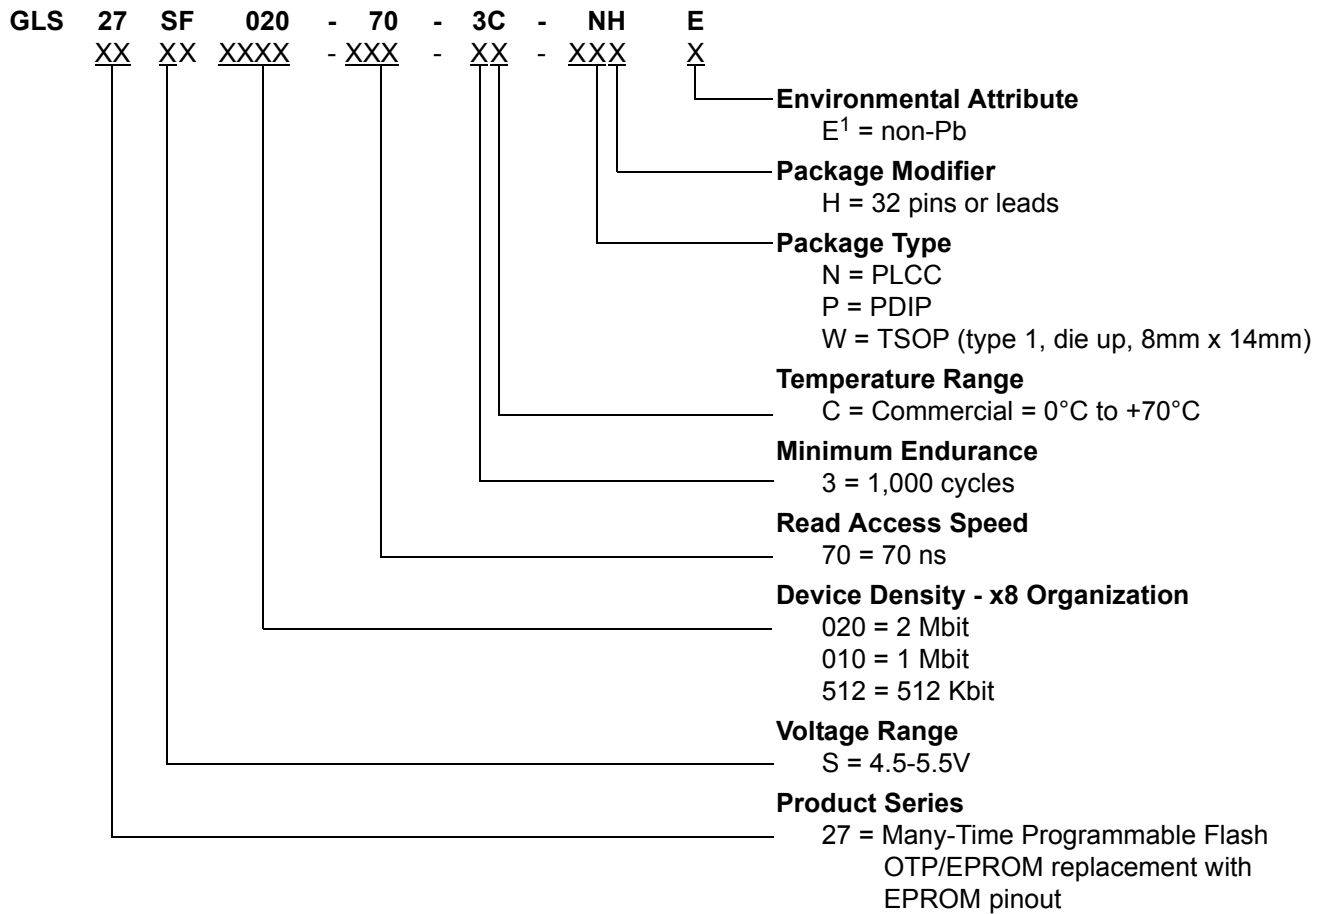 GLS 27 SF 020 - 70 - 3C - NH E
XX XX XXXX - XXX - XX - XXX X
Environmental Attribute
E1 = non-Pb
Package Modifier
H = 32 pins or leads
Package Type
N = PLCC
P = PDIP
W = TSOP (type 1, die up, 8mm x 14mm)
Temperature Range
C = Commercial = 0°C to +70°C
Minimum Endurance
3 = 1,000 cycles
Read Access Speed
70 = 70 ns
Device Density - x8 Organization
020 = 2 Mbit
010 = 1 Mbit
512 = 512 Kbit
Voltage Range
S = 4.5-5.5V
Product Series
27 = Many-Time Programmable Flash
OTP/EPROM replacement with
EPROM pinout